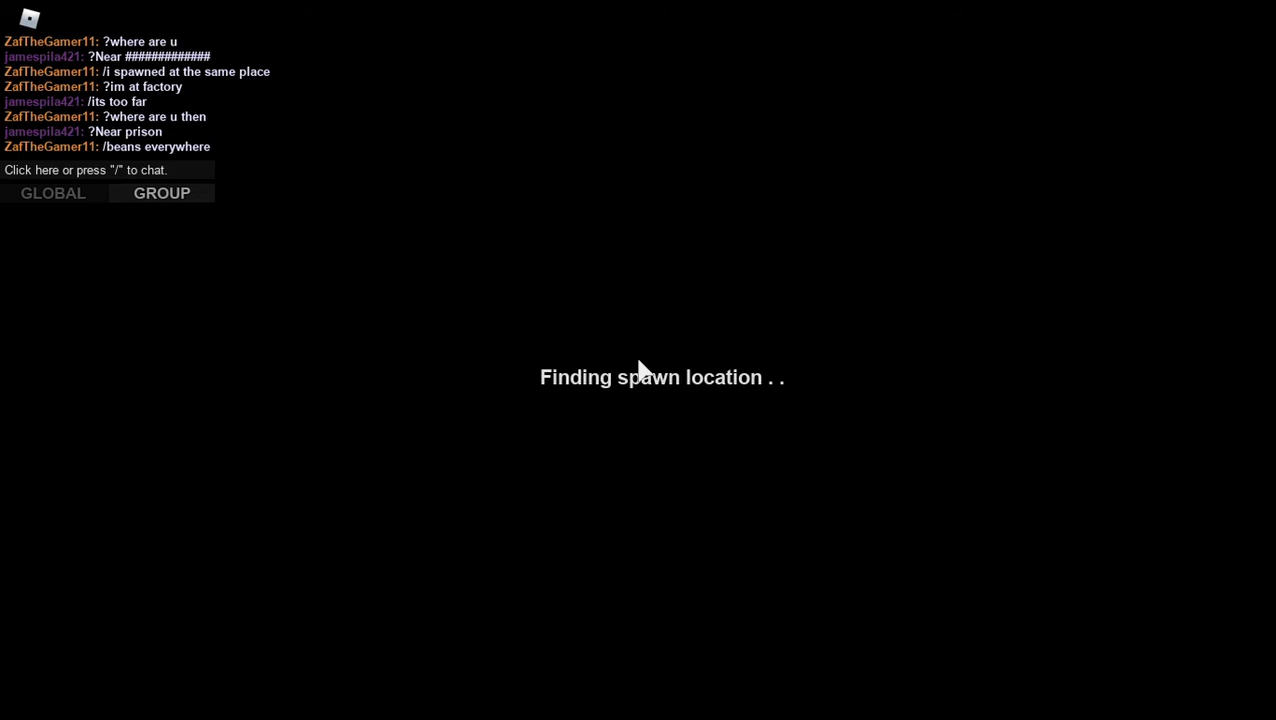 ZafTheGamer11: ?where are u
jamespila421: ?Near #############
ZafTheGamer11: /i spawned at the same place
ZafTheGamer11: ?im at factory
jamespila421: /its too far
ZafTheGamer11: ?where are u then
jamespila421: ?Near prison
ZafTheGamer11: /beans everywhere
Click here or press "/" to chat.
GLOBAL GROUP
Finding spawn location . .